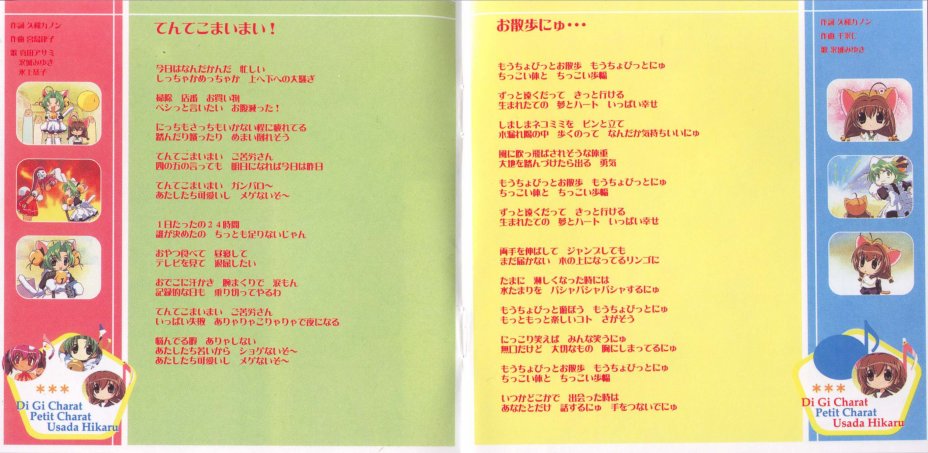 作詞 久保カノン
作曲 宮島律子
歌 真田アサミ
沢城みゆき
氷上恭子
てんてこまいまい!
今日はなんだかんだ 忙しい
しっちゃかめっちゃか 上へ下への大騒ぎ
掃除 店番 お買い物
ペシっと言いたい お腹減った!
にっちもさっちもいかない程に疲れてる
踏んだり蹴ったり めまい倒れそう
てんてこまいまい ご苦労さん
四の五の言っても 明日になれば今日は昨日
てんてこまいまい ガンバロ〜
あたしたち可愛いし メゲないぞ〜
1日たったの24時間
誰が決めたの ちっとも足りないじゃん
おやつ食べて 昼寝して
テレビを見て 退屈したい
おでこに汗かき 腕まくりで 涙もん
記録的な日も 乗り切ってやるわ
てんてこまいまい ご苦労さん
いっぱい失敗 ありゃりゃこりゃりゃで夜になる
悩んでる暇 ありゃしない
あたしたち若いから ショゲないぞ〜
あたしたち可愛いし メゲないぞ〜
***
Di Gi Charat
Petit Charat
Usada Hikaru
お散歩にゅ・・・
もうちょぴっとお散歩 もうちょぴっとにゅ
ちっこい体と ちっこい歩幅
ずっと遠くだって きっと行ける
生まれたての 夢とハート いっぱい幸せ
しましまネコミミを ピンと立て
木漏れ陽の中 歩くのって なんだか気持ちいいにゅ
風に吹っ飛ばされそうな体重
大地を踏んづけたら出る 勇気
もうちょぴっとお散歩 もうちょぴっとにゅ
ちっこい体と ちっこい歩幅
ずっと遠くだって きっと行ける
生まれたての 夢とハート いっぱい幸せ
両手を伸ばして ジャンプしても
まだ届かない 木の上になってるリンゴに
たまに 淋しくなった時には
水たまりを パシャパシャパシャするにゅ
もうちょぴっと遊ぼう もうちょぴっとにゅ
もっともっと楽しいコト さがそう
にっこり笑えば みんな笑うにゅ
無口だけど 大切なもの 胸にしまってるにゅ
もうちょぴっとお散歩 もうちょぴっとにゅ
ちっこい体と ちっこい歩幅
いつかどこかで 出会った時は
あなたとだけ 話するにゅ 手をつないでにゅ
作詞 久保カノン
作曲 千沢仁
歌 沢城みゆき
***
Di Gi Charat
Petit Charat
Usada Hikaru